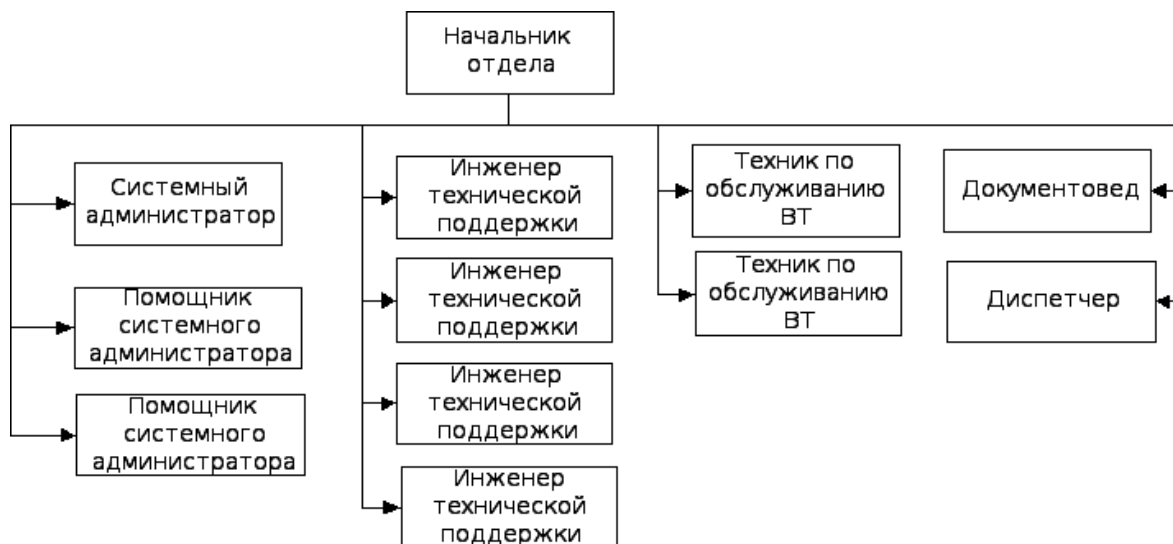 Начальник
отдела
Системный
администратор
Помощник
системного
администратора
Помощник
системного
администратора
Инженер
технической
поддержки
Инженер
технической
поддержки
Инженер
технической
поддержки
Инженер
технической
поддержки
Техник по
обслуживанию
ВТ
Техник по
обслуживанию
ВТ
Документовед
Диспетчер